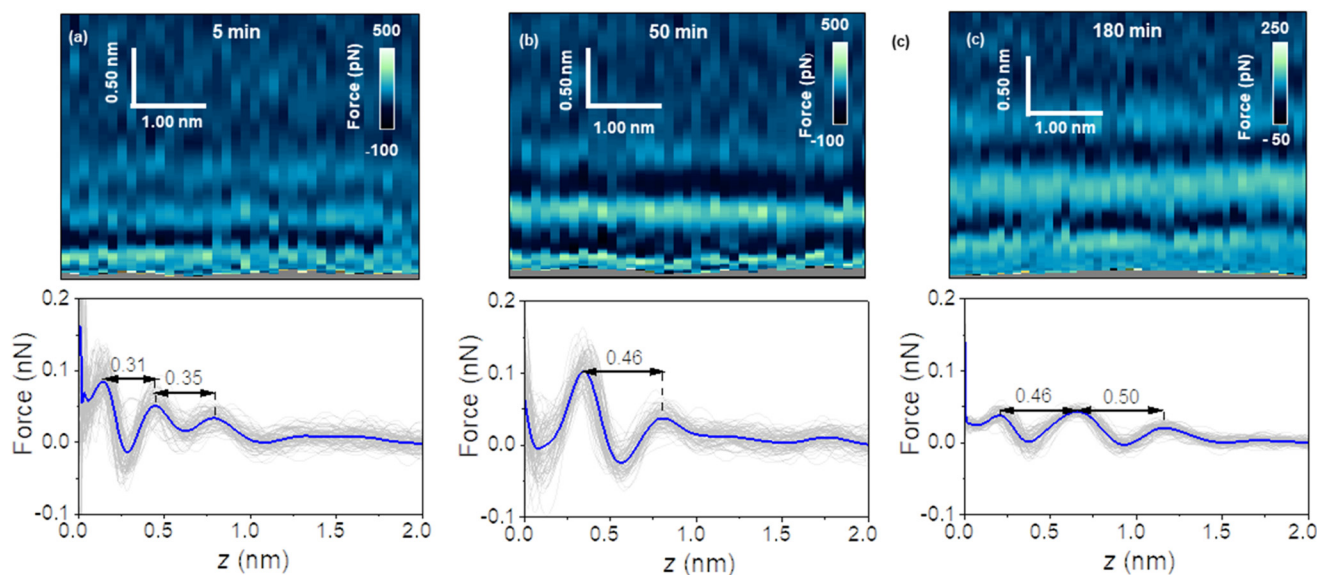 (a)
5 min
500
Force (pN)
-100
0.50 nm
1.00 nm
(b)
50 min
500
Force (pN)
-100
0.50 nm
1.00 nm
(c)
(c)
180 min
250
Force (pN)
-50
0.50 nm
1.00 nm
0.2
0.1
0.0
-0.1
Force (nN)
0.31
0.35
0.0 0.5 1.0 1.5 2.0
z (nm)
0.2
0.1
0.0
-0.1
Force (nN)
0.46
0.0 0.5 1.0 1.5 2.0
z (nm)
0.2
0.1
0.0
-0.1
Force (nN)
0.46
0.50
0.0 0.5 1.0 1.5 2.0
z (nm)